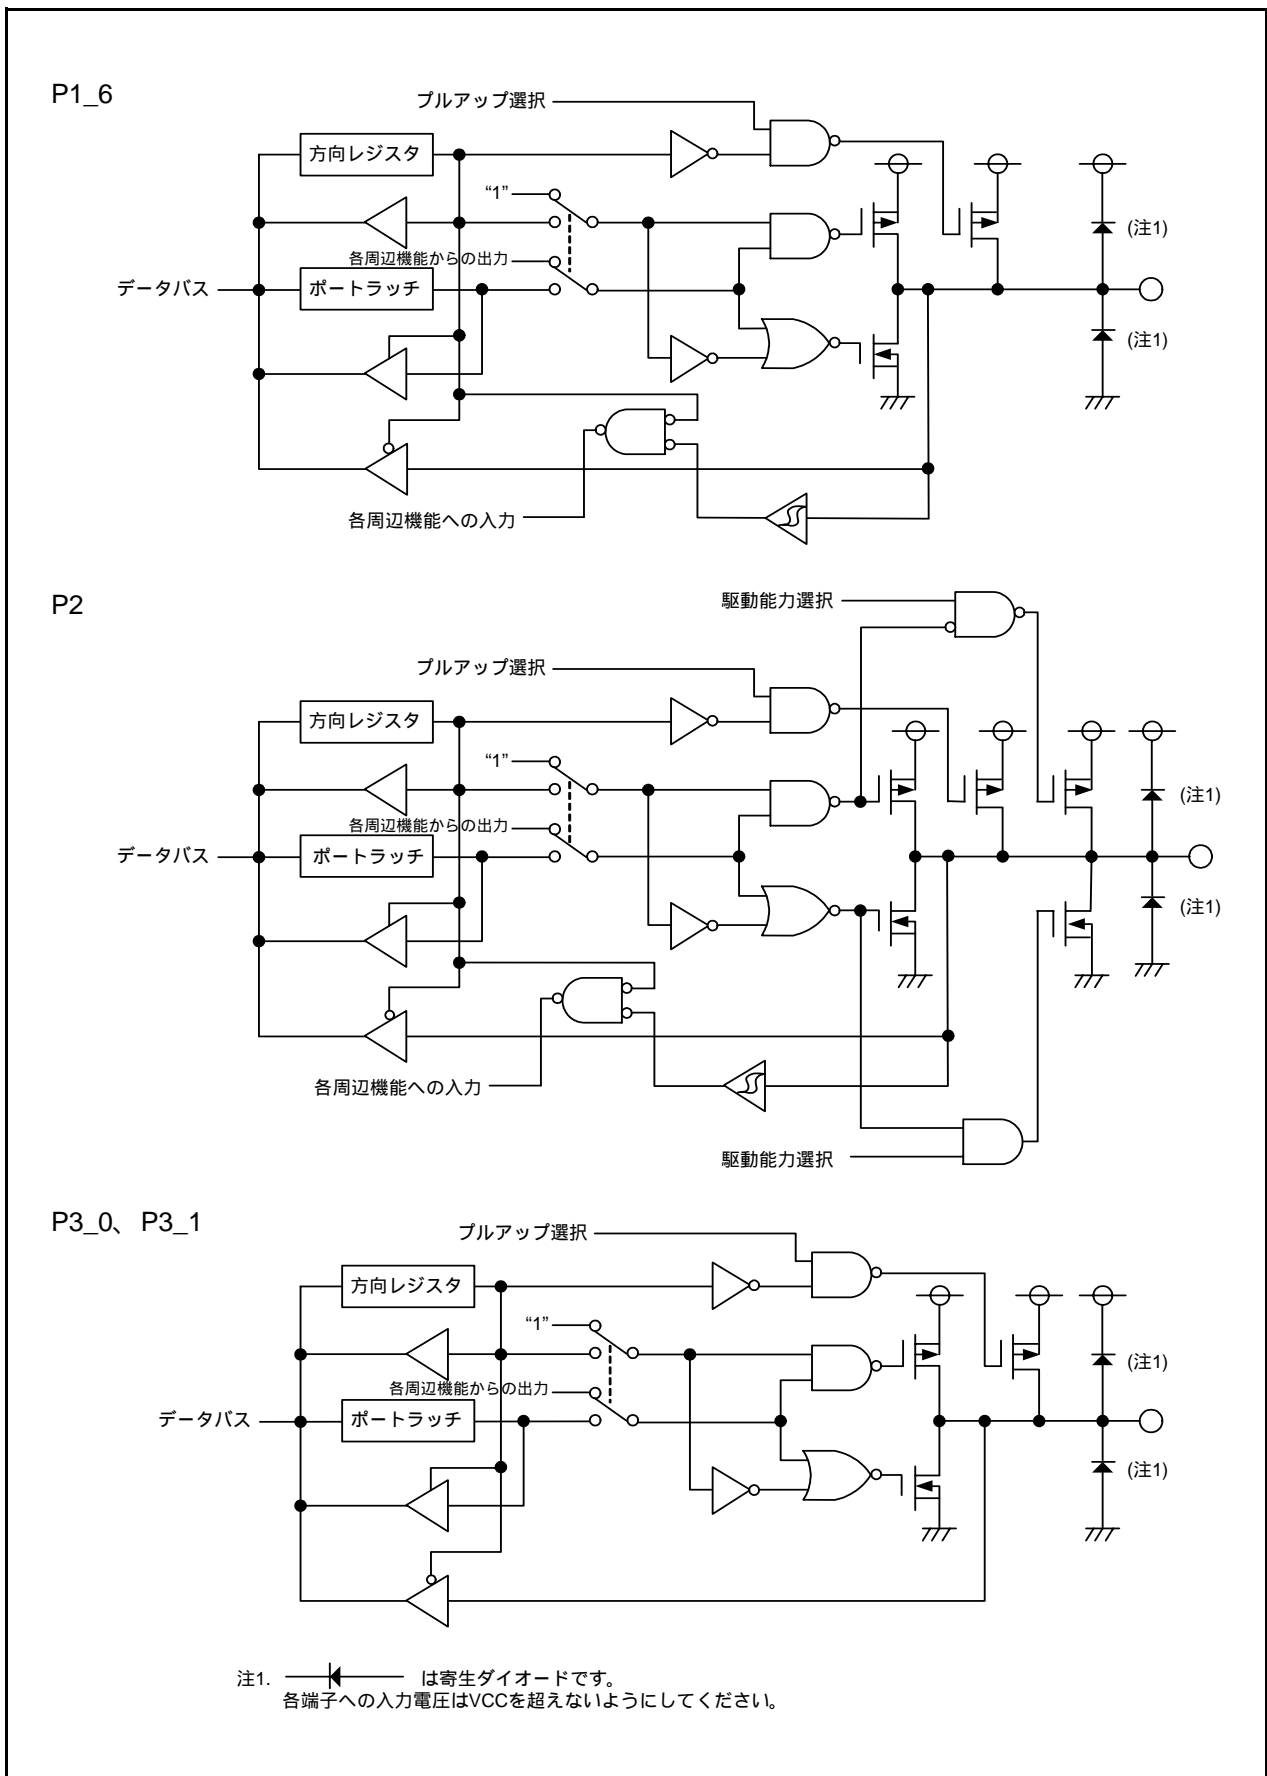 P1_6
プルアップ選択
方向レジスタ
“1”
(注1)
各周辺機能からの出力
データバス
ポートラッチ
(注1)
各周辺機能への入力
P2
駆動能力選択
プルアップ選択
方向レジスタ
“1”
(注1)
各周辺機能からの出力
データバス
ポートラッチ
(注1)
各周辺機能への入力
駆動能力選択
P3_0、P3_1
プルアップ選択
方向レジスタ
“1”
(注1)
各周辺機能からの出力
データバス
ポートラッチ
(注1)
注1. は寄生ダイオードです。
各端子への入力電圧はVCCを超えないようにしてください。